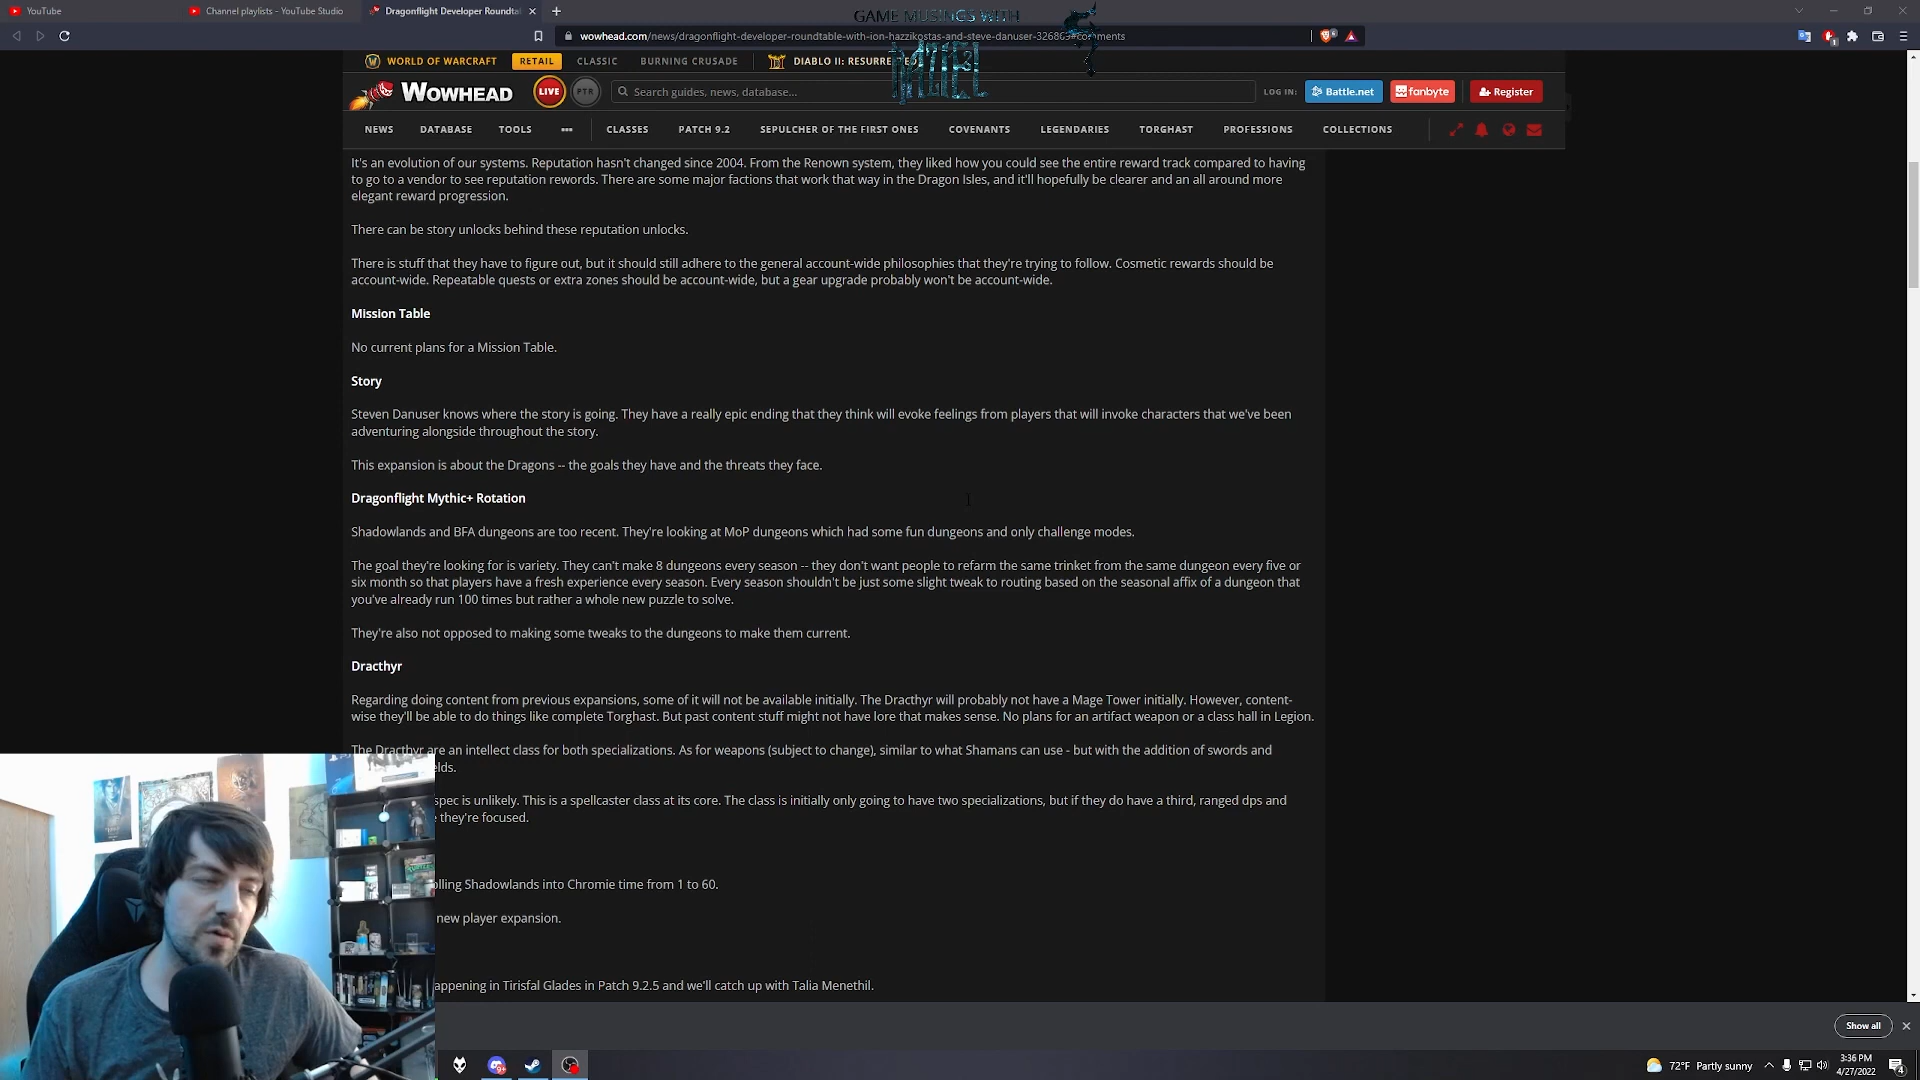 YouTube
Channel playlists - YouTube Studio
Dragonflight Developer Roundta
GAME MUSINGS WITH
wowhead.com/news/dragonflight-developer-roundtable-with-ion-hazzikostas-and-steve-danuser-32686
comments
WORLD OF WARCRAFT RETAIL CLASSIC BURNING CRUSADE DIABLO II: RESURRE
WOWHEAD LIVE PTR Search guides, news, database... LOG IN: Battle.net fanbyte Register
NEWS DATABASE TOOLS ... CLASSES PATCH 9.2 SEPULCHER OF THE FIRST ONES COVENANTS LEGENDARIES TORGHAST PROFESSIONS COLLECTIONS
It's an evolution of our systems. Reputation hasn't changed since 2004. From the Renown system, they liked how you could see the entire reward track compared to having
to go to a vendor to see reputation rewords. There are some major factions that work that way in the Dragon Isles, and it'll hopefully be clearer and an all around more
elegant reward progression.
There can be story unlocks behind these reputation unlocks.
There is stuff that they have to figure out, but it should still adhere to the general account-wide philosophies that they're trying to follow. Cosmetic rewards should be
account-wide. Repeatable quests or extra zones should be account-wide, but a gear upgrade probably won't be account-wide.
Mission Table
No current plans for a Mission Table.
Story
Steven Danuser knows where the story is going. They have a really epic ending that they think will evoke feelings from players that will invoke characters that we've been
adventuring alongside throughout the story.
This expansion is about the Dragons -- the goals they have and the threats they face.
Dragonflight Mythic+ Rotation
Shadowlands and BFA dungeons are too recent. They're looking at MoP dungeons which had some fun dungeons and only challenge modes.
The goal they're looking for is variety. They can't make 8 dungeons every season -- they don't want people to refarm the same trinket from the same dungeon every five or
six month so that players have a fresh experience every season. Every season shouldn't be just some slight tweak to routing based on the seasonal affix of a dungeon that
you've already run 100 times but rather a whole new puzzle to solve.
They're also not opposed to making some tweaks to the dungeons to make them current.
Dracthyr
Regarding doing content from previous expansions, some of it will not be available initially. The Dracthyr will probably not have a Mage Tower initially. However, content-
wise they'll be able to do things like complete Torghast. But past content stuff might not have lore that makes sense. No plans for an artifact weapon or a class hall in Legion.
The Dracthyr are an intellect class for both specializations. As for weapons (subject to change), similar to what Shamans can use - but with the addition of swords and
elds.
spec is unlikely. This is a spellcaster class at its core. The class is initially only going to have two specializations, but if they do have a third, ranged dps and
e they're focused.
olling Shadowlands into Chromie time from 1 to 60.
new player expansion.
appening in Tirisfal Glades in Patch 9.2.5 and we'll catch up with Talia Menethil.
Show all
72°F Partly sunny
3:36 PM
4/27/2022